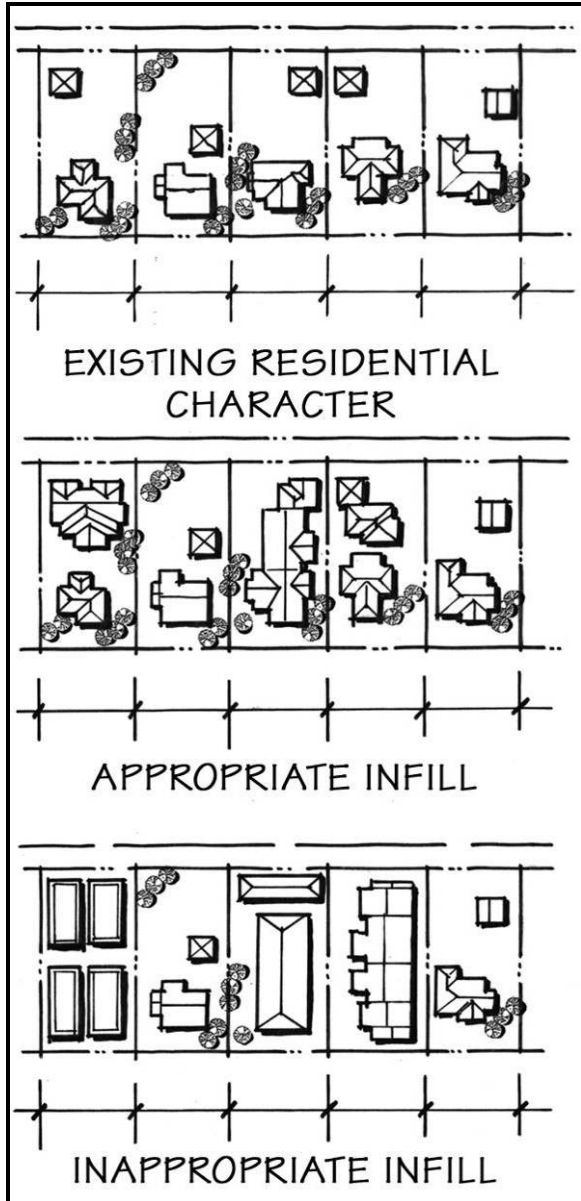 EXISTING RESIDENTIAL
CHARACTER
APPROPRIATE INFILL
INAPPROPRIATE INFILL